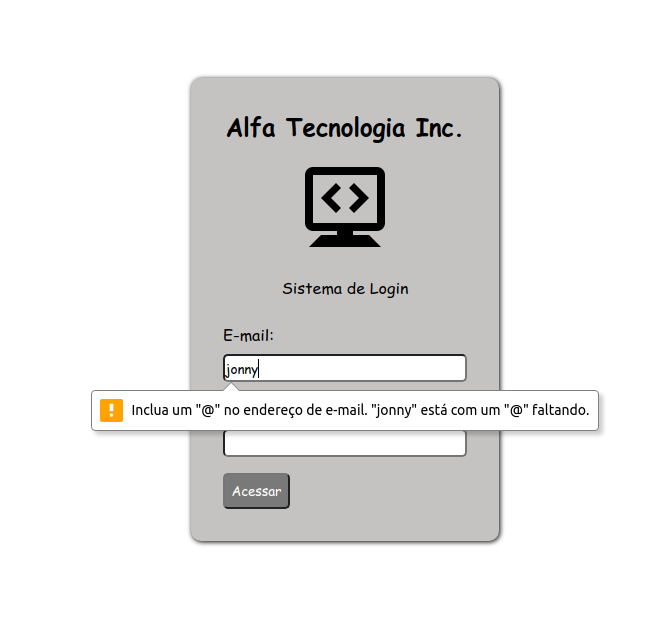 Alfa Tecnologia Inc.
Sistema de Login
E-mail:
jonny
Inclua um "@" no endereço de e-mail. "jonny" está com um "@" faltando.
Acessar